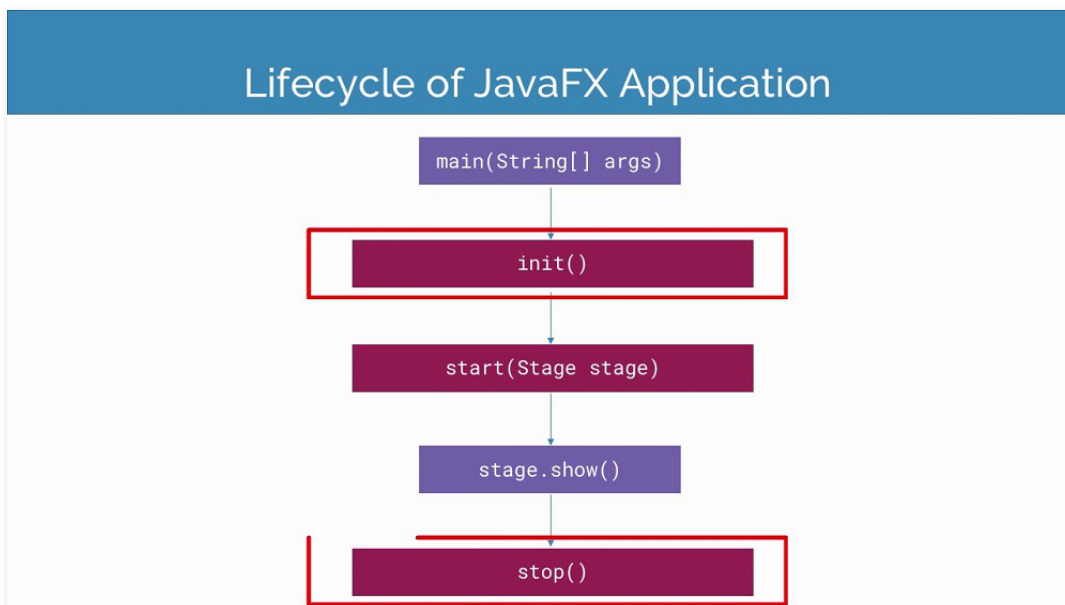 Lifecycle of JavaFX Application
main(String[] args)
init()
start(Stage stage)
stage.show()
stop()